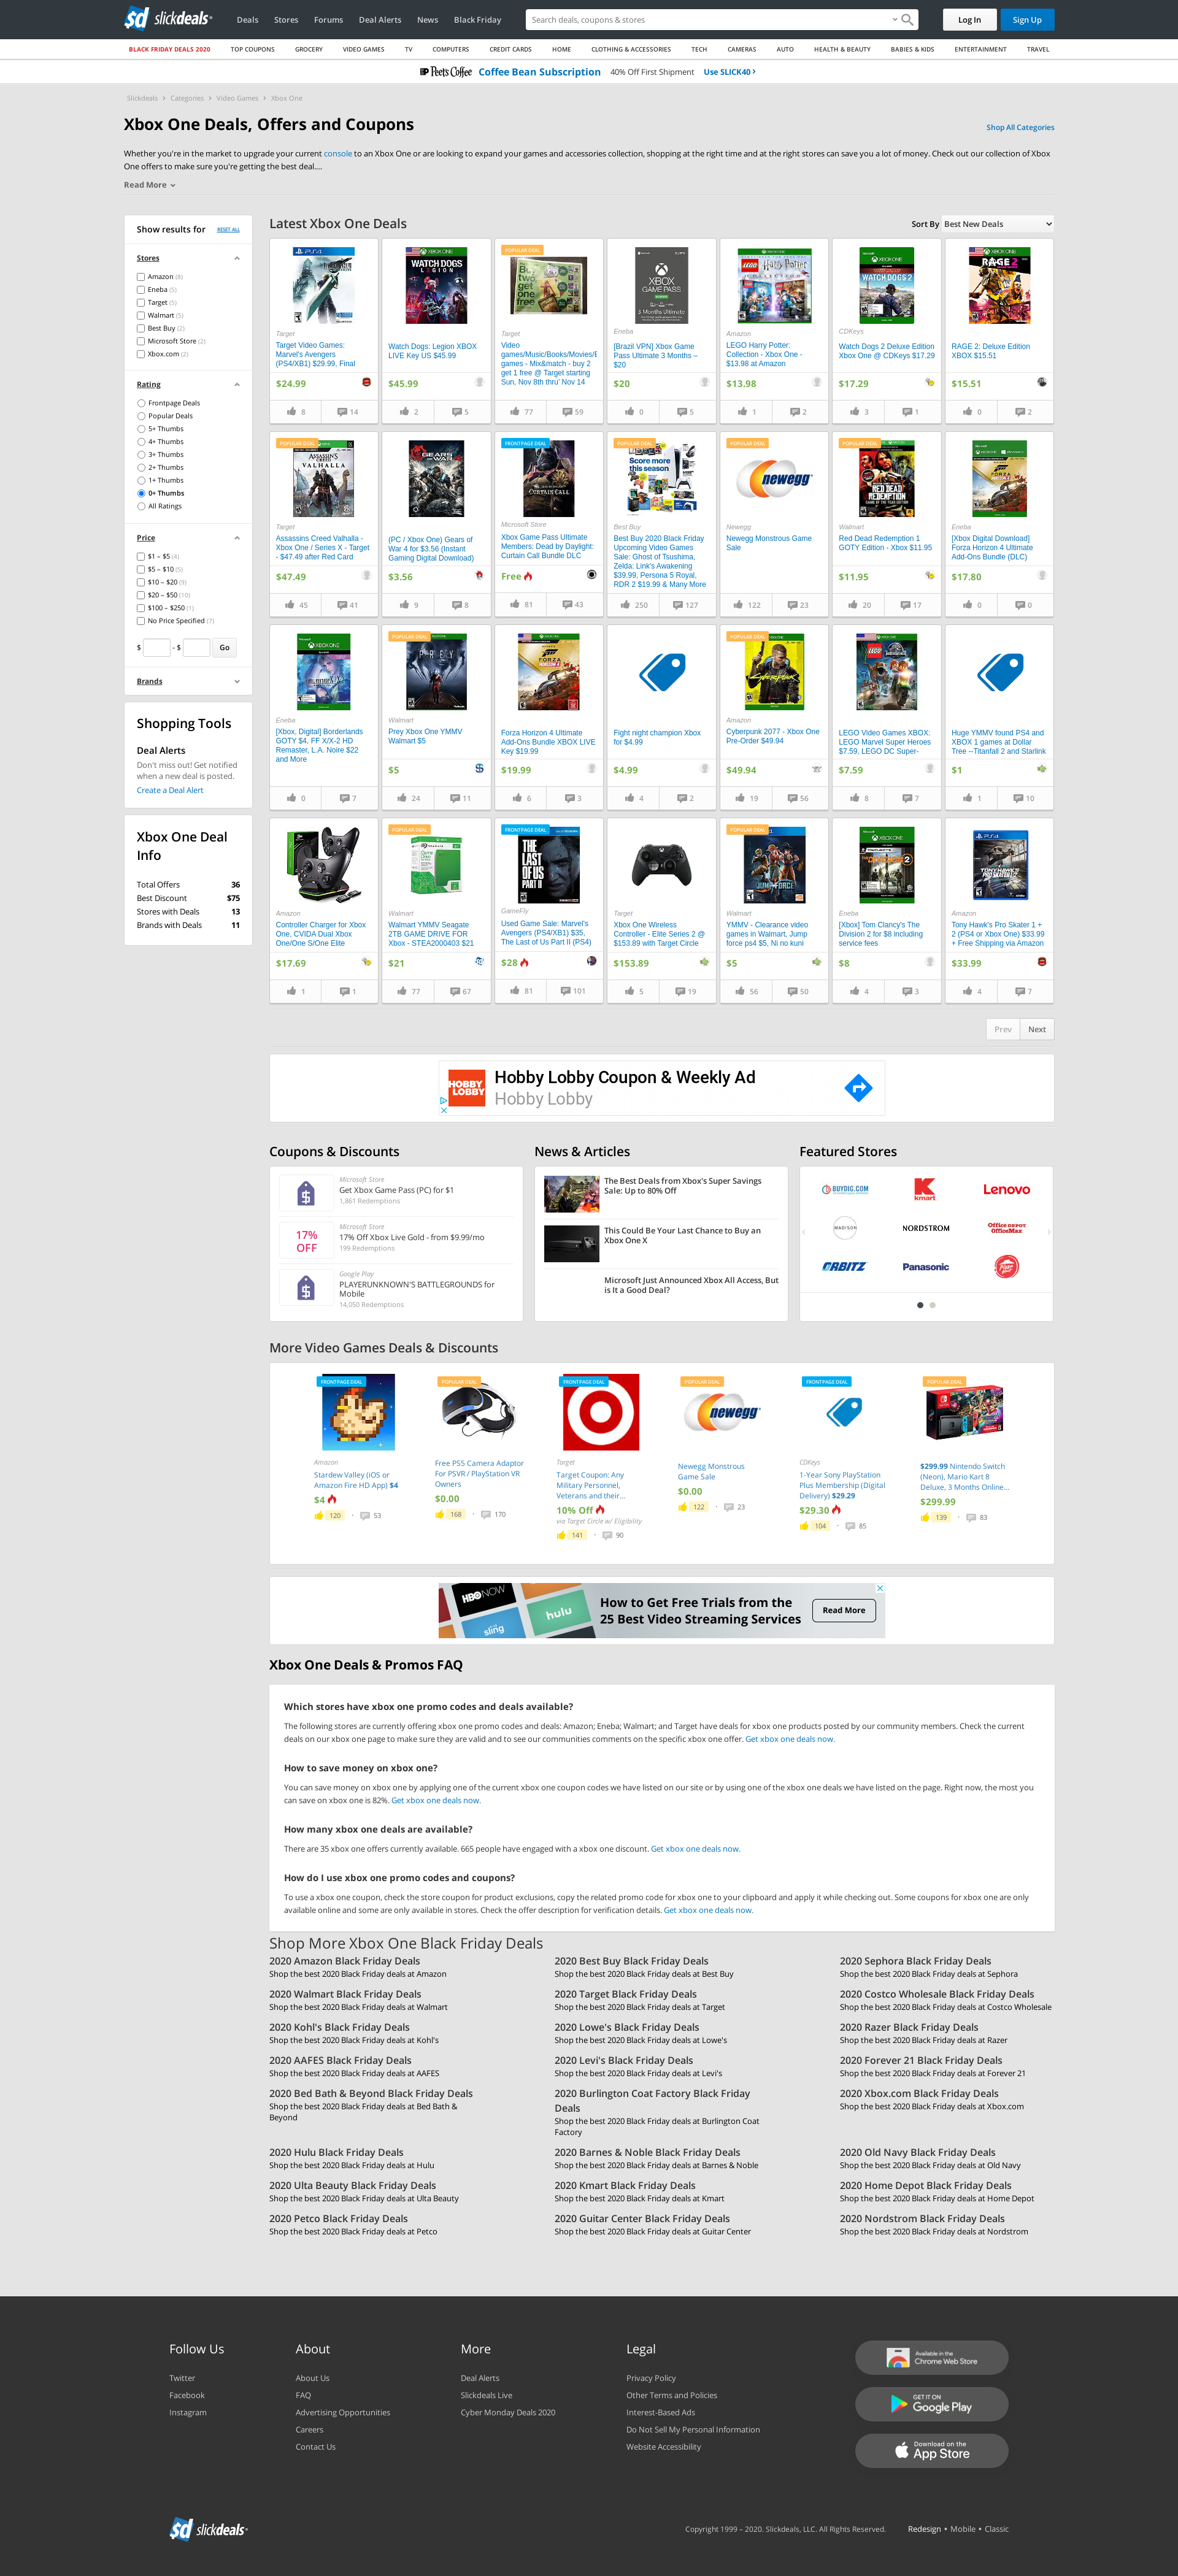 slickdeals
Deals
Stores
Forums
Deal Alerts
News
Black Friday
Search deals, coupons & stores
Log In
Sign Up
BLACK FRIDAY DEALS 2020
TOP COUPONS
GROCERY
VIDEO GAMES
TV
COMPUTERS
CREDIT CARDS
HOME
CLOTHING & ACCESSORIES
TECH
CAMERAS
AUTO
HEALTH & BEAUTY
BABIES & KIDS
ENTERTAINMENT
TRAVEL
Peet's Coffee Coffee Bean Subscription 40% Off First Shipment Use SLICK40 ›
Slickdeals › Categories › Video Games › Xbox One
Xbox One Deals, Offers and Coupons
Shop All Categories
Whether you're in the market to upgrade your current console to an Xbox One or are looking to expand your games and accessories collection, shopping at the right time and at the right stores can save you a lot of money. Check out our collection of Xbox
One offers to make sure you're getting the best deal....
Read More
Show results for RESET ALL
Stores
Amazon (8)
Eneba (5)
Target (5)
Walmart (5)
Best Buy (2)
Microsoft Store (2)
Xbox.com (2)
Rating
Frontpage Deals
Popular Deals
5+ Thumbs
4+ Thumbs
3+ Thumbs
2+ Thumbs
1+ Thumbs
0+ Thumbs
All Ratings
Price
$1 – $5 (4)
$5 – $10 (5)
$10 – $20 (9)
$20 – $50 (10)
$100 – $250 (1)
No Price Specified (7)
$ - $ Go
Brands
Shopping Tools
Deal Alerts
Don't miss out! Get notified
when a new deal is posted.
Create a Deal Alert
Xbox One Deal
Info
Total Offers 36
Best Discount $75
Stores with Deals 13
Brands with Deals 11
Latest Xbox One Deals
Sort By Best New Deals
Target
Target Video Games:
Marvel's Avengers
(PS4/XB1) $29.99, Final
$24.99
8 14
Watch Dogs: Legion XBOX
LIVE Key US $45.99
$45.99
2 5
POPULAR DEAL
Target
Video
games/Music/Books/Movies/E
games - Mix&match - buy 2
get 1 free @ Target starting
Sun, Nov 8th thru' Nov 14
77 59
Eneba
[Brazil VPN] Xbox Game
Pass Ultimate 3 Months –
$20
$20
0 5
Amazon
LEGO Harry Potter:
Collection - Xbox One -
$13.98 at Amazon
$13.98
1 2
CDKeys
Watch Dogs 2 Deluxe Edition
Xbox One @ CDKeys $17.29
$17.29
3 1
RAGE 2: Deluxe Edition
XBOX $15.51
$15.51
0 2
POPULAR DEAL
Target
Assassins Creed Valhalla -
Xbox One / Series X - Target
- $47.49 after Red Card
$47.49
45 41
(PC / Xbox One) Gears of
War 4 for $3.56 (Instant
Gaming Digital Download)
$3.56
9 8
FRONTPAGE DEAL
Microsoft Store
Xbox Game Pass Ultimate
Members: Dead by Daylight:
Curtain Call Bundle DLC
Free
81 43
POPULAR DEAL
Score more
this season
Best Buy
Best Buy 2020 Black Friday
Upcoming Video Games
Sale: Ghost of Tsushima,
Zelda: Link's Awakening
$39.99, Persona 5 Royal,
RDR 2 $19.99 & Many More
250 127
POPULAR DEAL
newegg
Newegg
Newegg Monstrous Game
Sale
122 23
POPULAR DEAL
Walmart
Red Dead Redemption 1
GOTY Edition - Xbox $11.95
$11.95
20 17
Eneba
[Xbox Digital Download]
Forza Horizon 4 Ultimate
Add-Ons Bundle (DLC)
$17.80
0 0
Eneba
[Xbox, Digital] Borderlands
GOTY $4, FF X/X-2 HD
Remaster, L.A. Noire $22
and More
0 7
POPULAR DEAL
Walmart
Prey Xbox One YMMV
Walmart $5
$5
24 11
Forza Horizon 4 Ultimate
Add-Ons Bundle XBOX LIVE
Key $19.99
$19.99
6 3
Fight night champion Xbox
for $4.99
$4.99
4 2
POPULAR DEAL
Amazon
Cyberpunk 2077 - Xbox One
Pre-Order $49.94
$49.94
19 56
LEGO Video Games XBOX:
LEGO Marvel Super Heroes
$7.59, LEGO DC Super-
$7.59
8 7
Huge YMMV found PS4 and
XBOX 1 games at Dollar
Tree --Titanfall 2 and Starlink
$1
1 10
Amazon
Controller Charger for Xbox
One, CVIDA Dual Xbox
One/One S/One Elite
$17.69
1 1
POPULAR DEAL
Walmart
Walmart YMMV Seagate
2TB GAME DRIVE FOR
Xbox - STEA2000403 $21
$21
77 67
FRONTPAGE DEAL
THE LAST OF US PART II
GameFly
Used Game Sale: Marvel's
Avengers (PS4/XB1) $35,
The Last of Us Part II (PS4)
$28
81 101
Target
Xbox One Wireless
Controller - Elite Series 2 @
$153.89 with Target Circle
$153.89
5 19
POPULAR DEAL
JUMP FORCE
Walmart
YMMV - Clearance video
games in Walmart, Jump
force ps4 $5, Ni no kuni
$5
56 50
Eneba
[Xbox] Tom Clancy's The
Division 2 for $8 including
service fees
$8
4 3
Amazon
Tony Hawk's Pro Skater 1 +
2 (PS4 or Xbox One) $33.99
+ Free Shipping via Amazon
$33.99
4 7
Prev Next
HOBBY LOBBY
Hobby Lobby Coupon & Weekly Ad
Hobby Lobby
Coupons & Discounts
Microsoft Store
Get Xbox Game Pass (PC) for $1
1,861 Redemptions
17% OFF
Microsoft Store
17% Off Xbox Live Gold - from $9.99/mo
199 Redemptions
Google Play
PLAYERUNKNOWN'S BATTLEGROUNDS for
Mobile
14,050 Redemptions
News & Articles
The Best Deals from Xbox's Super Savings
Sale: Up to 80% Off
This Could Be Your Last Chance to Buy an
Xbox One X
Microsoft Just Announced Xbox All Access, But
is It a Good Deal?
Featured Stores
BUYDIG.COM
kmart
Lenovo
MADISON
NORDSTROM
Office DEPOT OfficeMax
ORBITZ
Panasonic
More Video Games Deals & Discounts
FRONTPAGE DEAL
Amazon
Stardew Valley (iOS or
Amazon Fire HD App) $4
$4
120 • 53
POPULAR DEAL
Free PS5 Camera Adaptor
For PSVR / PlayStation VR
Owners
$0.00
168 • 170
FRONTPAGE DEAL
Target
Target Coupon: Any
Military Personnel,
Veterans and their...
10% Off
via Target Circle w/ Eligibility
141 • 90
POPULAR DEAL
newegg
Newegg Monstrous
Game Sale
$0.00
122 • 23
FRONTPAGE DEAL
CDKeys
1-Year Sony PlayStation
Plus Membership (Digital
Delivery) $29.29
$29.30
104 • 85
POPULAR DEAL
$299.99 Nintendo Switch
(Neon), Mario Kart 8
Deluxe, 3 Months Online...
$299.99
139 • 83
HBO NOW
sling
hulu
How to Get Free Trials from the
25 Best Video Streaming Services
Read More
Xbox One Deals & Promos FAQ
Which stores have xbox one promo codes and deals available?
The following stores are currently offering xbox one promo codes and deals: Amazon; Eneba; Walmart; and Target have deals for xbox one products posted by our community members. Check the current
deals on our xbox one page to make sure they are valid and to see our communities comments on the specific xbox one offer. Get xbox one deals now.
How to save money on xbox one?
You can save money on xbox one by applying one of the current xbox one coupon codes we have listed on our site or by using one of the xbox one deals we have listed on the page. Right now, the most you
can save on xbox one is 82%. Get xbox one deals now.
How many xbox one deals are available?
There are 35 xbox one offers currently available. 665 people have engaged with a xbox one discount. Get xbox one deals now.
How do I use xbox one promo codes and coupons?
To use a xbox one coupon, check the store coupon for product exclusions, copy the related promo code for xbox one to your clipboard and apply it while checking out. Some coupons for xbox one are only
available online and some are only available in stores. Check the offer description for verification details. Get xbox one deals now.
Shop More Xbox One Black Friday Deals
2020 Amazon Black Friday Deals
Shop the best 2020 Black Friday deals at Amazon
2020 Best Buy Black Friday Deals
Shop the best 2020 Black Friday deals at Best Buy
2020 Sephora Black Friday Deals
Shop the best 2020 Black Friday deals at Sephora
2020 Walmart Black Friday Deals
Shop the best 2020 Black Friday deals at Walmart
2020 Target Black Friday Deals
Shop the best 2020 Black Friday deals at Target
2020 Costco Wholesale Black Friday Deals
Shop the best 2020 Black Friday deals at Costco Wholesale
2020 Kohl's Black Friday Deals
Shop the best 2020 Black Friday deals at Kohl's
2020 Lowe's Black Friday Deals
Shop the best 2020 Black Friday deals at Lowe's
2020 Razer Black Friday Deals
Shop the best 2020 Black Friday deals at Razer
2020 AAFES Black Friday Deals
Shop the best 2020 Black Friday deals at AAFES
2020 Levi's Black Friday Deals
Shop the best 2020 Black Friday deals at Levi's
2020 Forever 21 Black Friday Deals
Shop the best 2020 Black Friday deals at Forever 21
2020 Bed Bath & Beyond Black Friday Deals
Shop the best 2020 Black Friday deals at Bed Bath &
Beyond
2020 Burlington Coat Factory Black Friday
Deals
Shop the best 2020 Black Friday deals at Burlington Coat
Factory
2020 Xbox.com Black Friday Deals
Shop the best 2020 Black Friday deals at Xbox.com
2020 Hulu Black Friday Deals
Shop the best 2020 Black Friday deals at Hulu
2020 Barnes & Noble Black Friday Deals
Shop the best 2020 Black Friday deals at Barnes & Noble
2020 Old Navy Black Friday Deals
Shop the best 2020 Black Friday deals at Old Navy
2020 Ulta Beauty Black Friday Deals
Shop the best 2020 Black Friday deals at Ulta Beauty
2020 Kmart Black Friday Deals
Shop the best 2020 Black Friday deals at Kmart
2020 Home Depot Black Friday Deals
Shop the best 2020 Black Friday deals at Home Depot
2020 Petco Black Friday Deals
Shop the best 2020 Black Friday deals at Petco
2020 Guitar Center Black Friday Deals
Shop the best 2020 Black Friday deals at Guitar Center
2020 Nordstrom Black Friday Deals
Shop the best 2020 Black Friday deals at Nordstrom
Follow Us
Twitter
Facebook
Instagram
About
About Us
FAQ
Advertising Opportunities
Careers
Contact Us
More
Deal Alerts
Slickdeals Live
Cyber Monday Deals 2020
Legal
Privacy Policy
Other Terms and Policies
Interest-Based Ads
Do Not Sell My Personal Information
Website Accessibility
Available in the
Chrome Web Store
GET IT ON
Google Play
Download on the
App Store
slickdeals
Copyright 1999 – 2020. Slickdeals, LLC. All Rights Reserved.
Redesign • Mobile • Classic